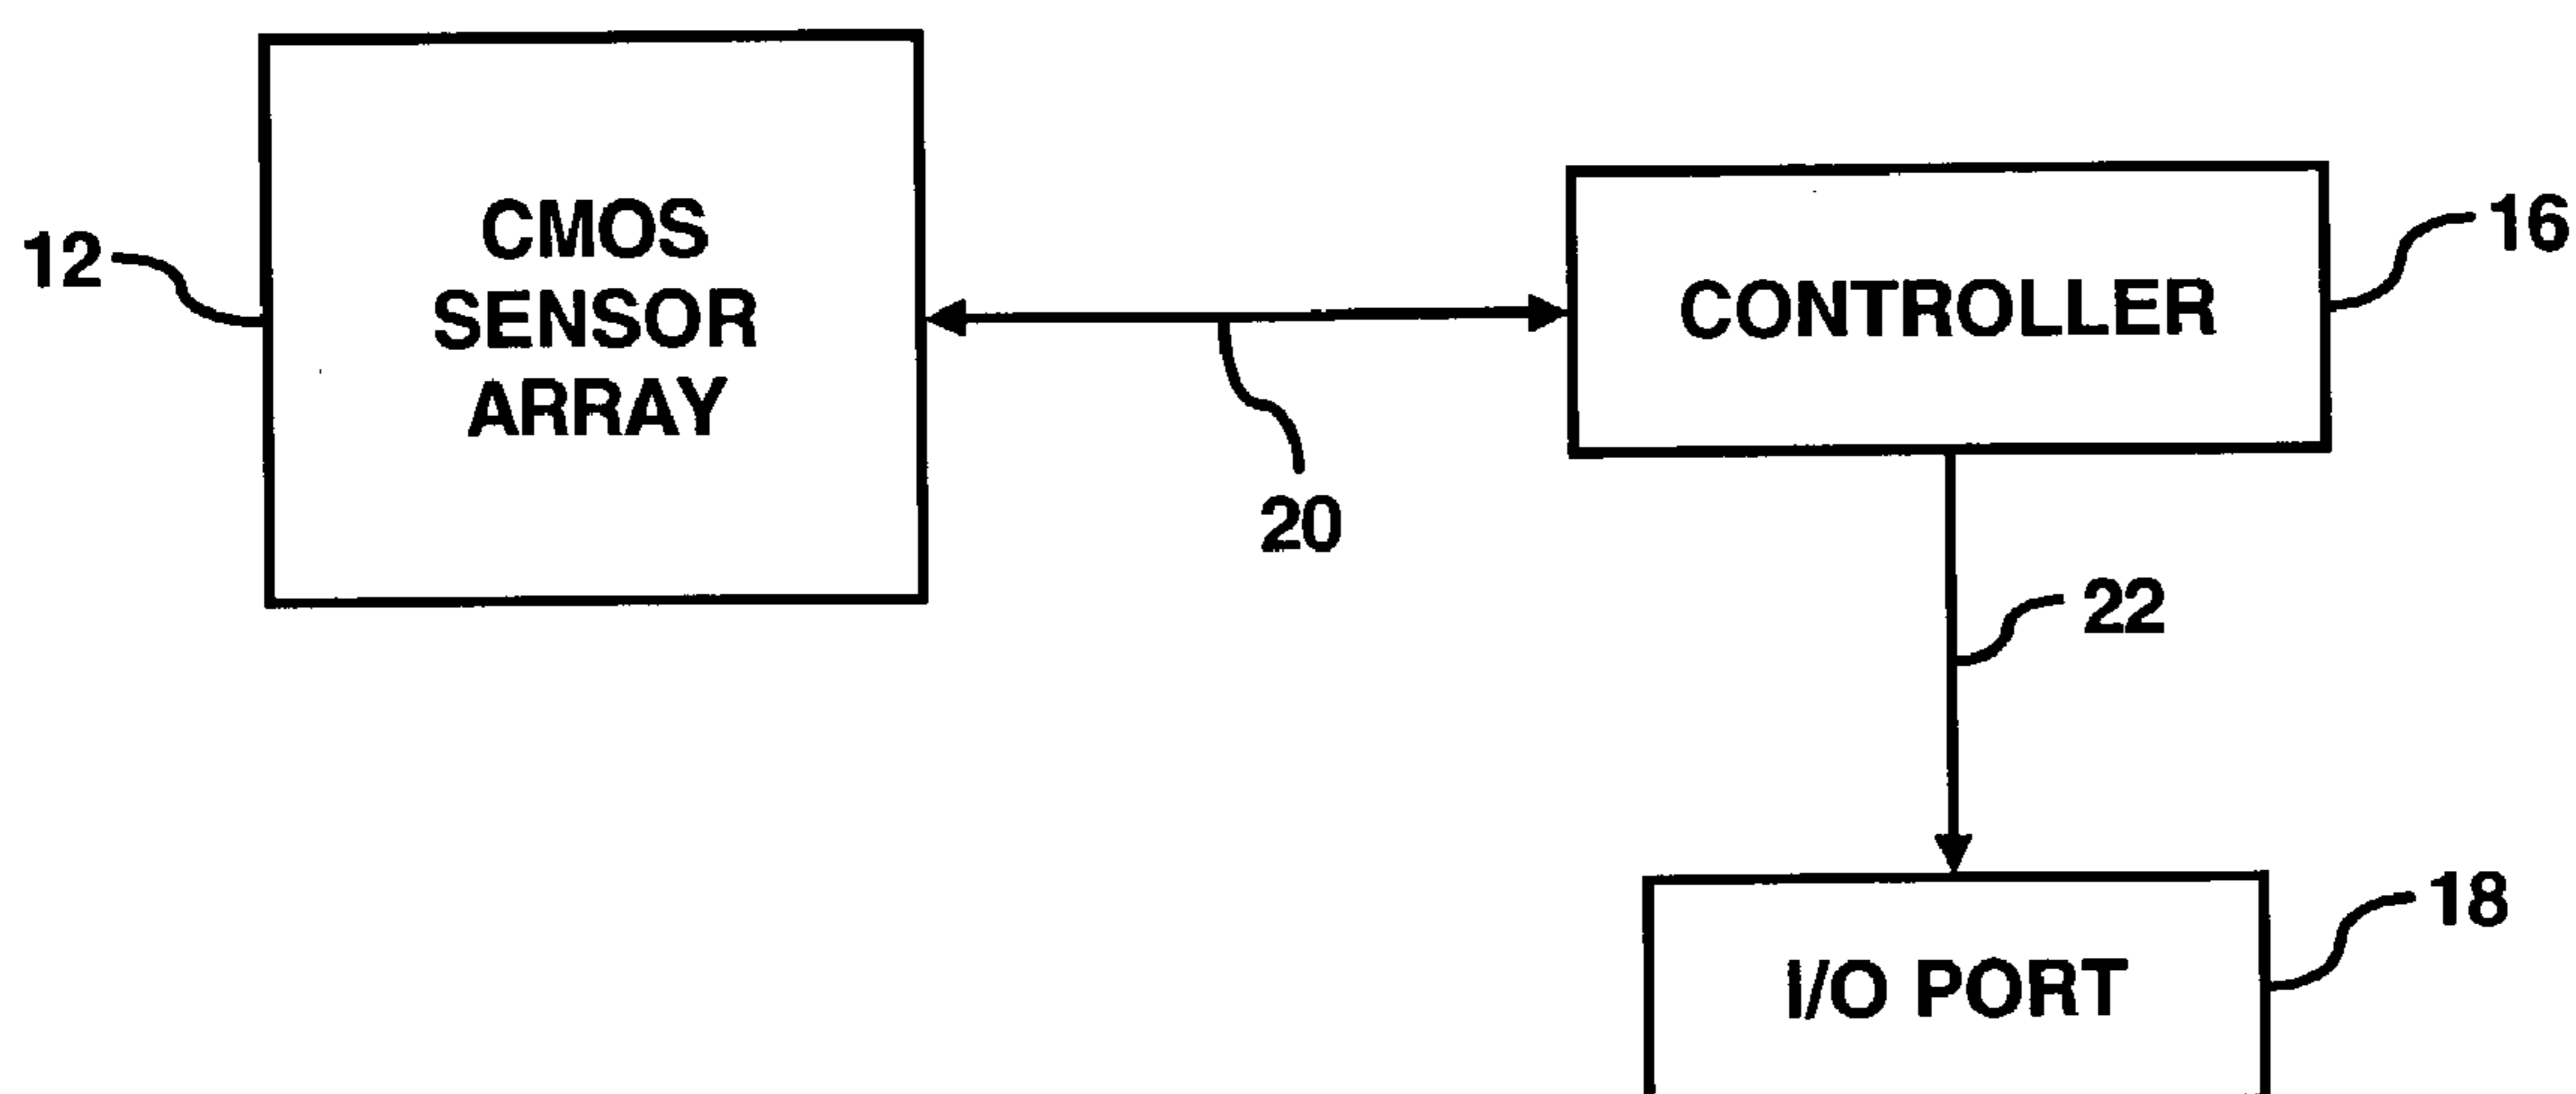 12
CMOS
SENSOR
ARRAY
20
CONTROLLER
16
22
I/O PORT
18